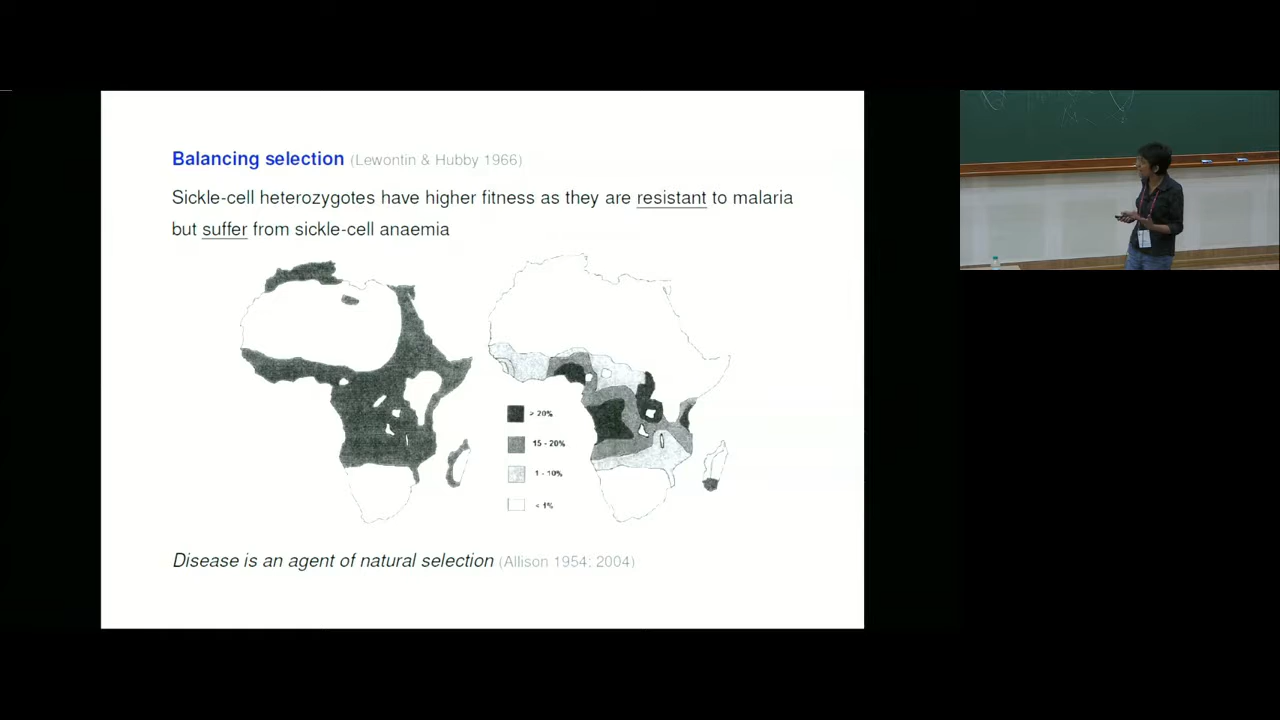 Balancing selection (Lewontin & Hubby 1966)
Sickle-cell heterozygotes have higher fitness as they are resistant to malaria
but suffer from sickle-cell anaemia
> 20%
15 - 20%
1 - 10%
< 1%
Disease is an agent of natural selection (Allison 1954; 2004)